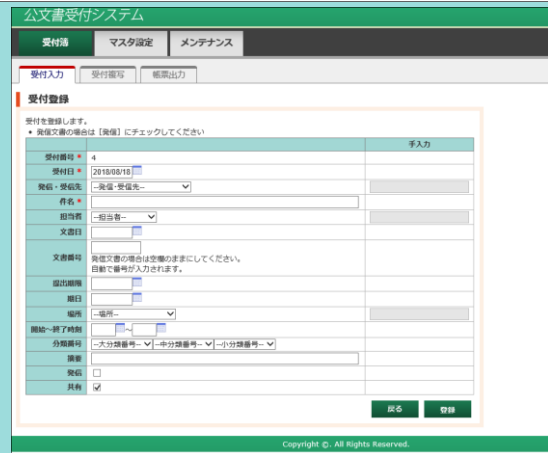 公文書受付システム
受付簿 マスタ設定 メンテナンス
受付入力 受付複写 帳票出力
受付登録
受付を登録します。
• 発信文書の場合は [発信] にチェックしてください
手入力
受付番号 * 4
受付日 * 2018/08/18
発信・受信先 --発信・受信先--
件名 *
担当者 --担当者--
文書日
文書番号
発信文書の場合は空欄のままにしてください。
自動で番号が入力されます。
提出期限
期日
場所 --場所--
開始～終了時刻 ～
分類番号 --大分類番号-- --中分類番号-- --小分類番号--
摘要
発信
共有
戻る 登録
Copyright ©. All Rights Reserved.